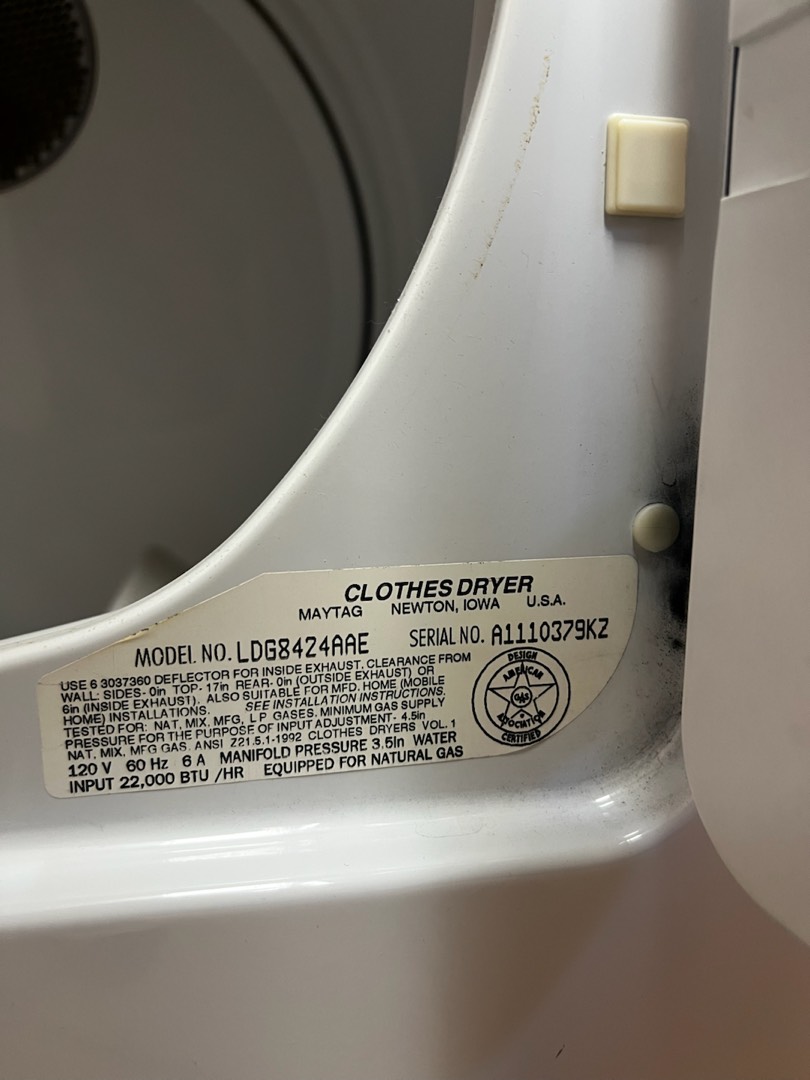 CLOTHES DRYER
MAYTAG NEWTON, IOWA U.S.A.
MODEL NO. LDG8424AAE SERIAL NO. A1110379KZ
USE 6 3037360 DEFLECTOR FOR INSIDE EXHAUST. CLEARANCE FROM
WALL: SIDES- 0in TOP- 17in REAR- 0in (OUTSIDE EXHAUST) OR
6in (INSIDE EXHAUST). ALSO SUITABLE FOR MFD. HOME (MOBILE
HOME) INSTALLATIONS. SEE INSTALLATION INSTRUCTIONS.
TESTED FOR: NAT, MIX, MFG, L P GASES. MINIMUM GAS SUPPLY
PRESSURE FOR THE PURPOSE OF INPUT ADJUSTMENT- 4.5in
NAT, MIX, MFG GAS. ANSI Z21.5.1-1992 CLOTHES DRYERS VOL. 1
120 V 60 Hz 6 A MANIFOLD PRESSURE 3.5in WATER
INPUT 22,000 BTU /HR EQUIPPED FOR NATURAL GAS
DESIGN
AMERICAN
GAS
ASSOCIATION
CERTIFIED